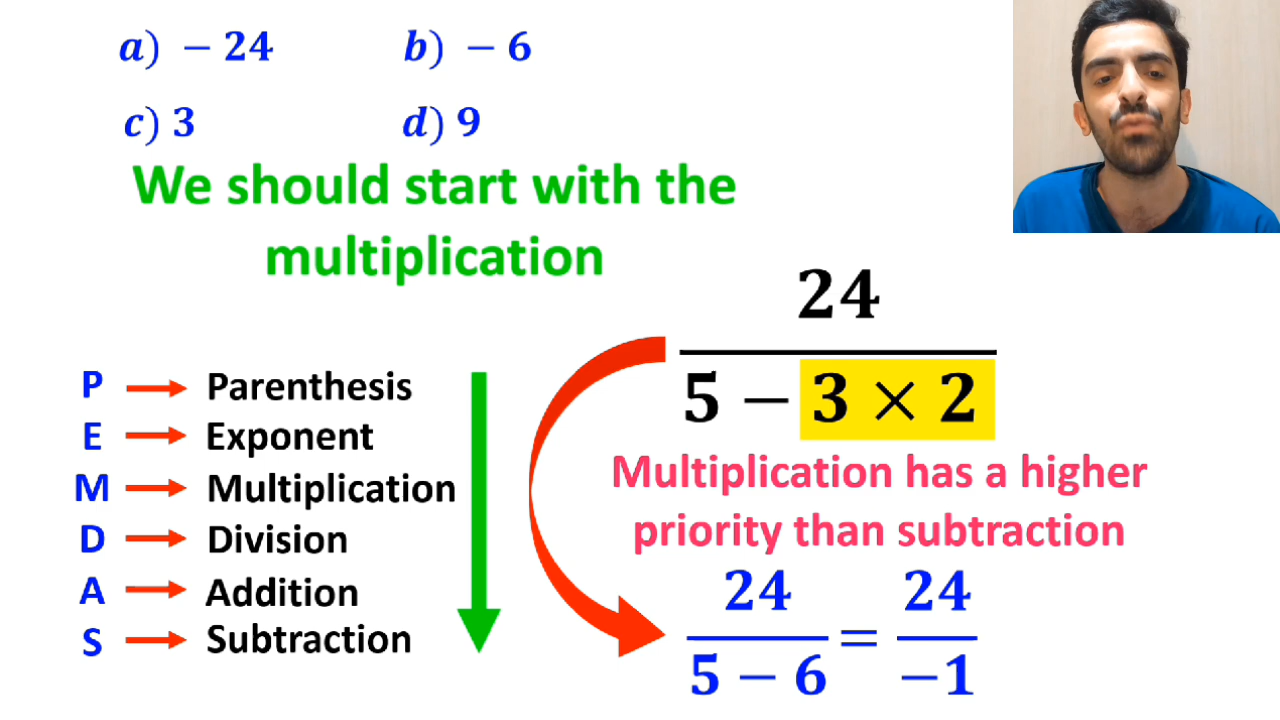 a) − 24 b) − 6
c) 3 d) 9
We should start with the
multiplication
24
5 − 3 × 2
P Parenthesis
E Exponent
M Multiplication
D Division
A Addition
S Subtraction
Multiplication has a higher
priority than subtraction
24 24
=
5 − 6 −1